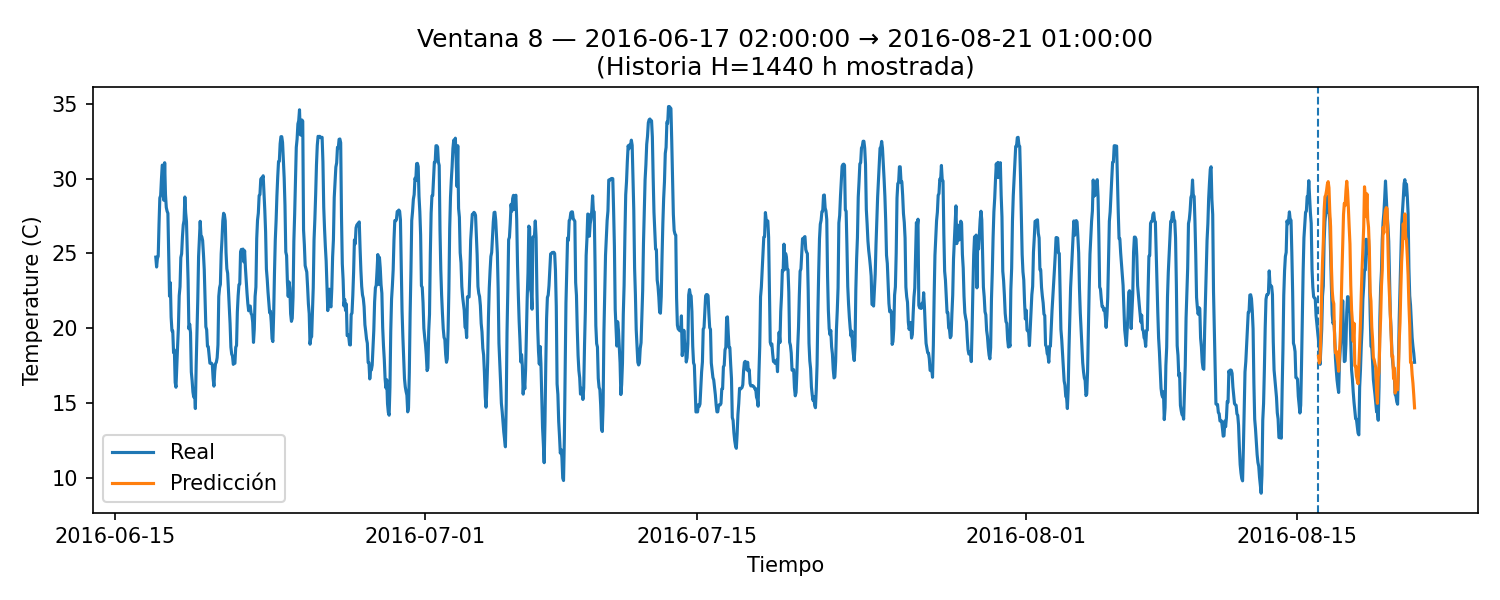 Ventana 8 — 2016-06-17 02:00:00 → 2016-08-21 01:00:00
(Historia H=1440 h mostrada)
Temperature (C)
35
30
25
20
15
10
Real
Predicción
2016-06-15
2016-07-01
2016-07-15
2016-08-01
2016-08-15
Tiempo